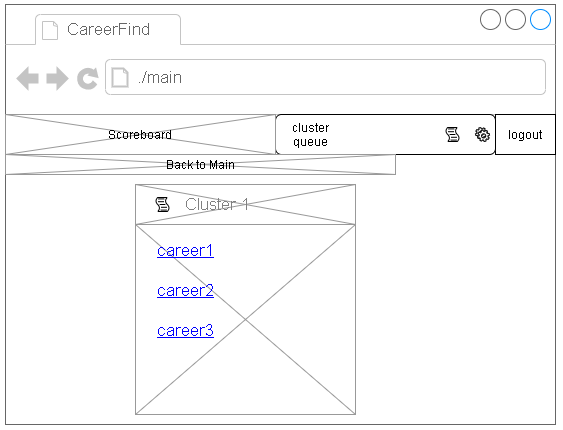 CareerFind
./main
Scoreboard
cluster
queue
logout
Back to Main
Cluster 1
career1
career2
career3